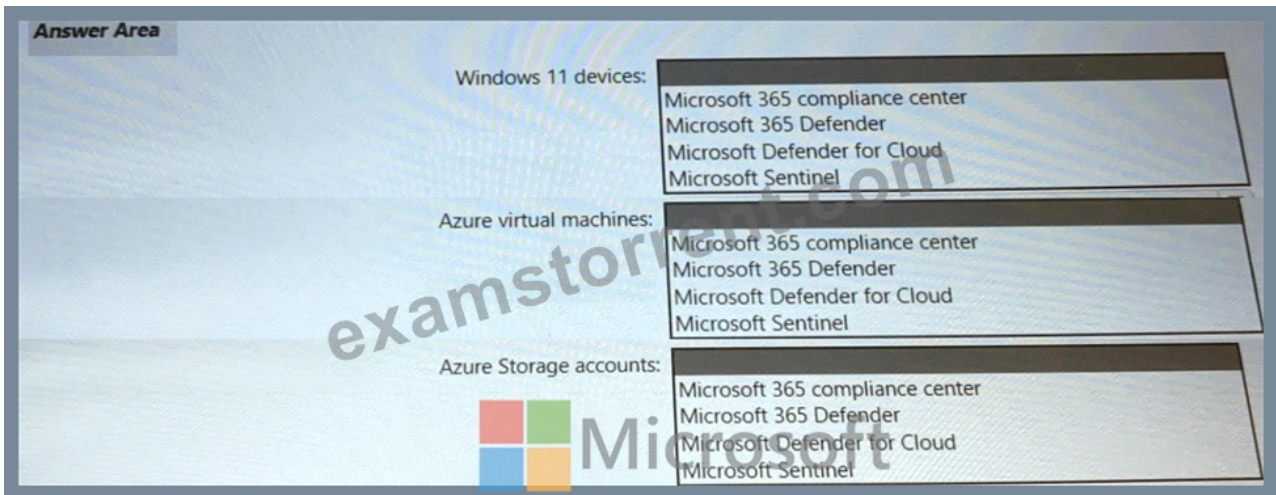 Answer Area
Windows 11 devices:
Microsoft 365 compliance center
Microsoft 365 Defender
Microsoft Defender for Cloud
Microsoft Sentinel
Azure virtual machines:
Microsoft 365 compliance center
Microsoft 365 Defender
Microsoft Defender for Cloud
Microsoft Sentinel
examstorrent.com
Azure Storage accounts:
Microsoft 365 compliance center
Microsoft 365 Defender
Microsoft Defender for Cloud
Microsoft Sentinel
Microsoft